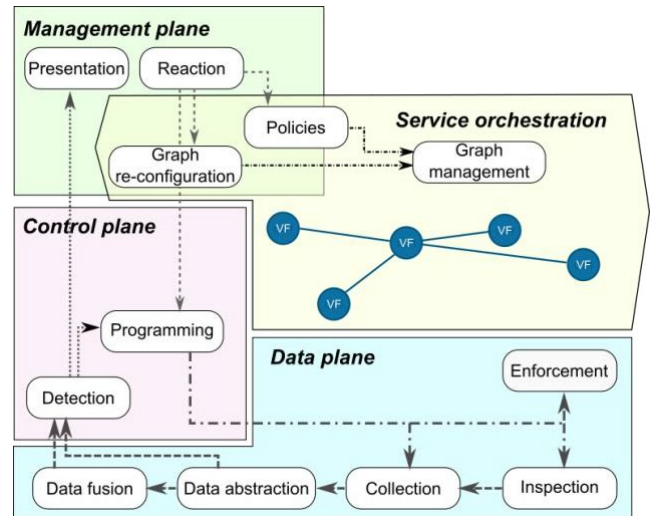 Management plane
Presentation
Reaction
Policies
Service orchestration
Graph
re-configuration
Graph
management
Control plane
VF
VF
VF
VF
VF
Programming
Data plane
Enforcement
Detection
Data fusion
Data abstraction
Collection
Inspection